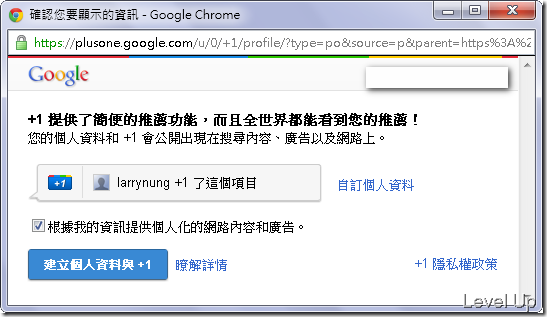 確認您要顯示的資訊 - Google Chrome
https://plusone.google.com/u/0/+1/profile/?type=po&source=p&parent=https%3A%2
Google
+1 提供了簡便的推薦功能，而且全世界都能看到您的推薦！
您的個人資料和 +1 會公開出現在搜尋內容、廣告以及網路上。
+1 larrynung +1 了這個項目 自訂個人資料
根據我的資訊提供個人化的網路內容和廣告。
建立個人資料與 +1 瞭解詳情 +1 隱私權政策
Level Up